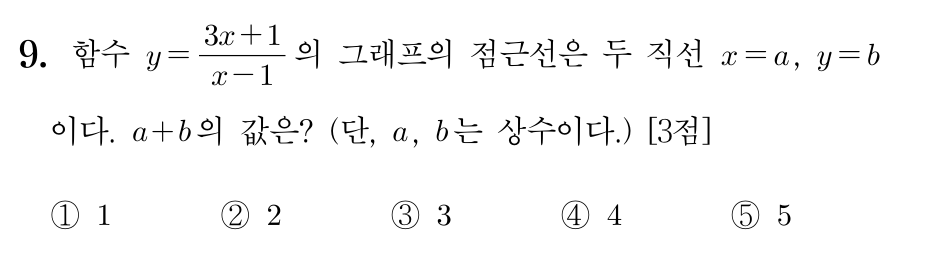 9. 함수 y=\frac{3x+1}{x-1}의 그래프의 점근선은 두 직선 x=a, y=b
이다. a+b의 값은? (단, a, b는 상수이다.) [3점]
① 1 ② 2 ③ 3 ④ 4 ⑤ 5